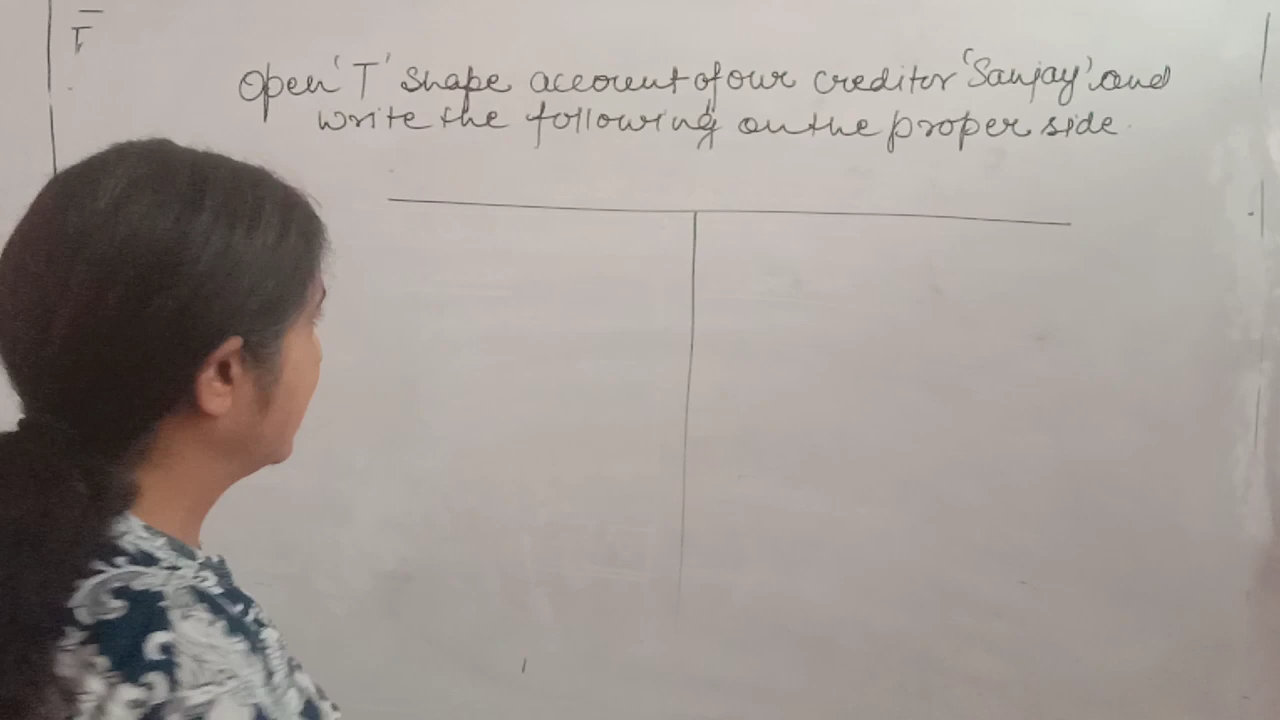 Open 'T' shape account of our creditor 'Sanjay' and
write the following on the proper side.